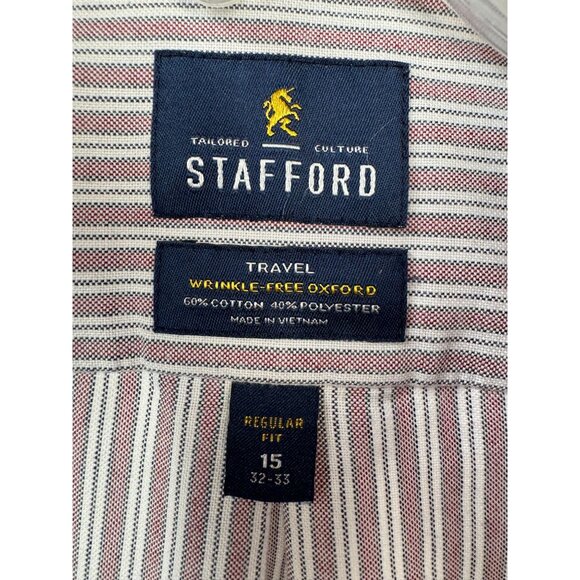 TAILORED CULTURE
STAFFORD
TRAVEL
WRINKLE-FREE OXFORD
60% COTTON 40% POLYESTER
MADE IN VIETNAM
REGULAR
FIT
15
32-33